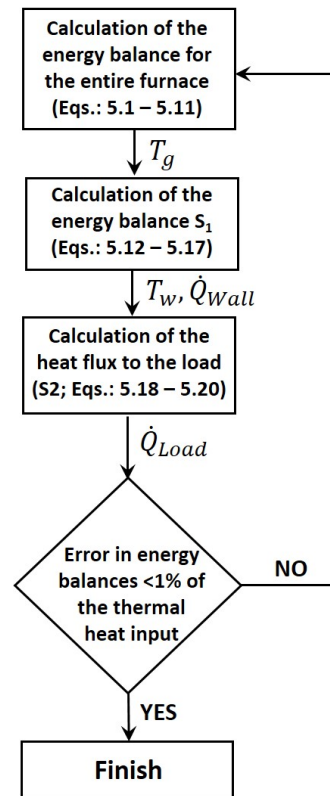 Calculation of the
energy balance for
the entire furnace
(Eqs.: 5.1 – 5.11)
T_g
Calculation of the
energy balance S₁
(Eqs.: 5.12 – 5.17)
T_w, Q̇_Wall
Calculation of the
heat flux to the load
(S2; Eqs.: 5.18 – 5.20)
Q̇_Load
Error in energy
balances <1% of
the thermal
heat input
NO
YES
Finish